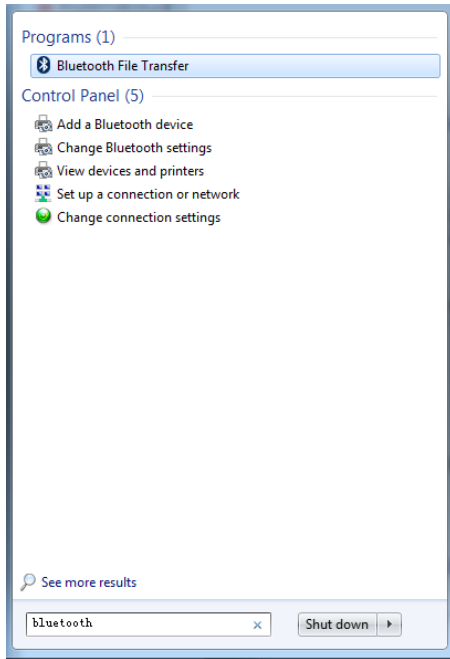 Programs (1)
Bluetooth File Transfer
Control Panel (5)
Add a Bluetooth device
Change Bluetooth settings
View devices and printers
Set up a connection or network
Change connection settings
See more results
bluetooth
Shut down